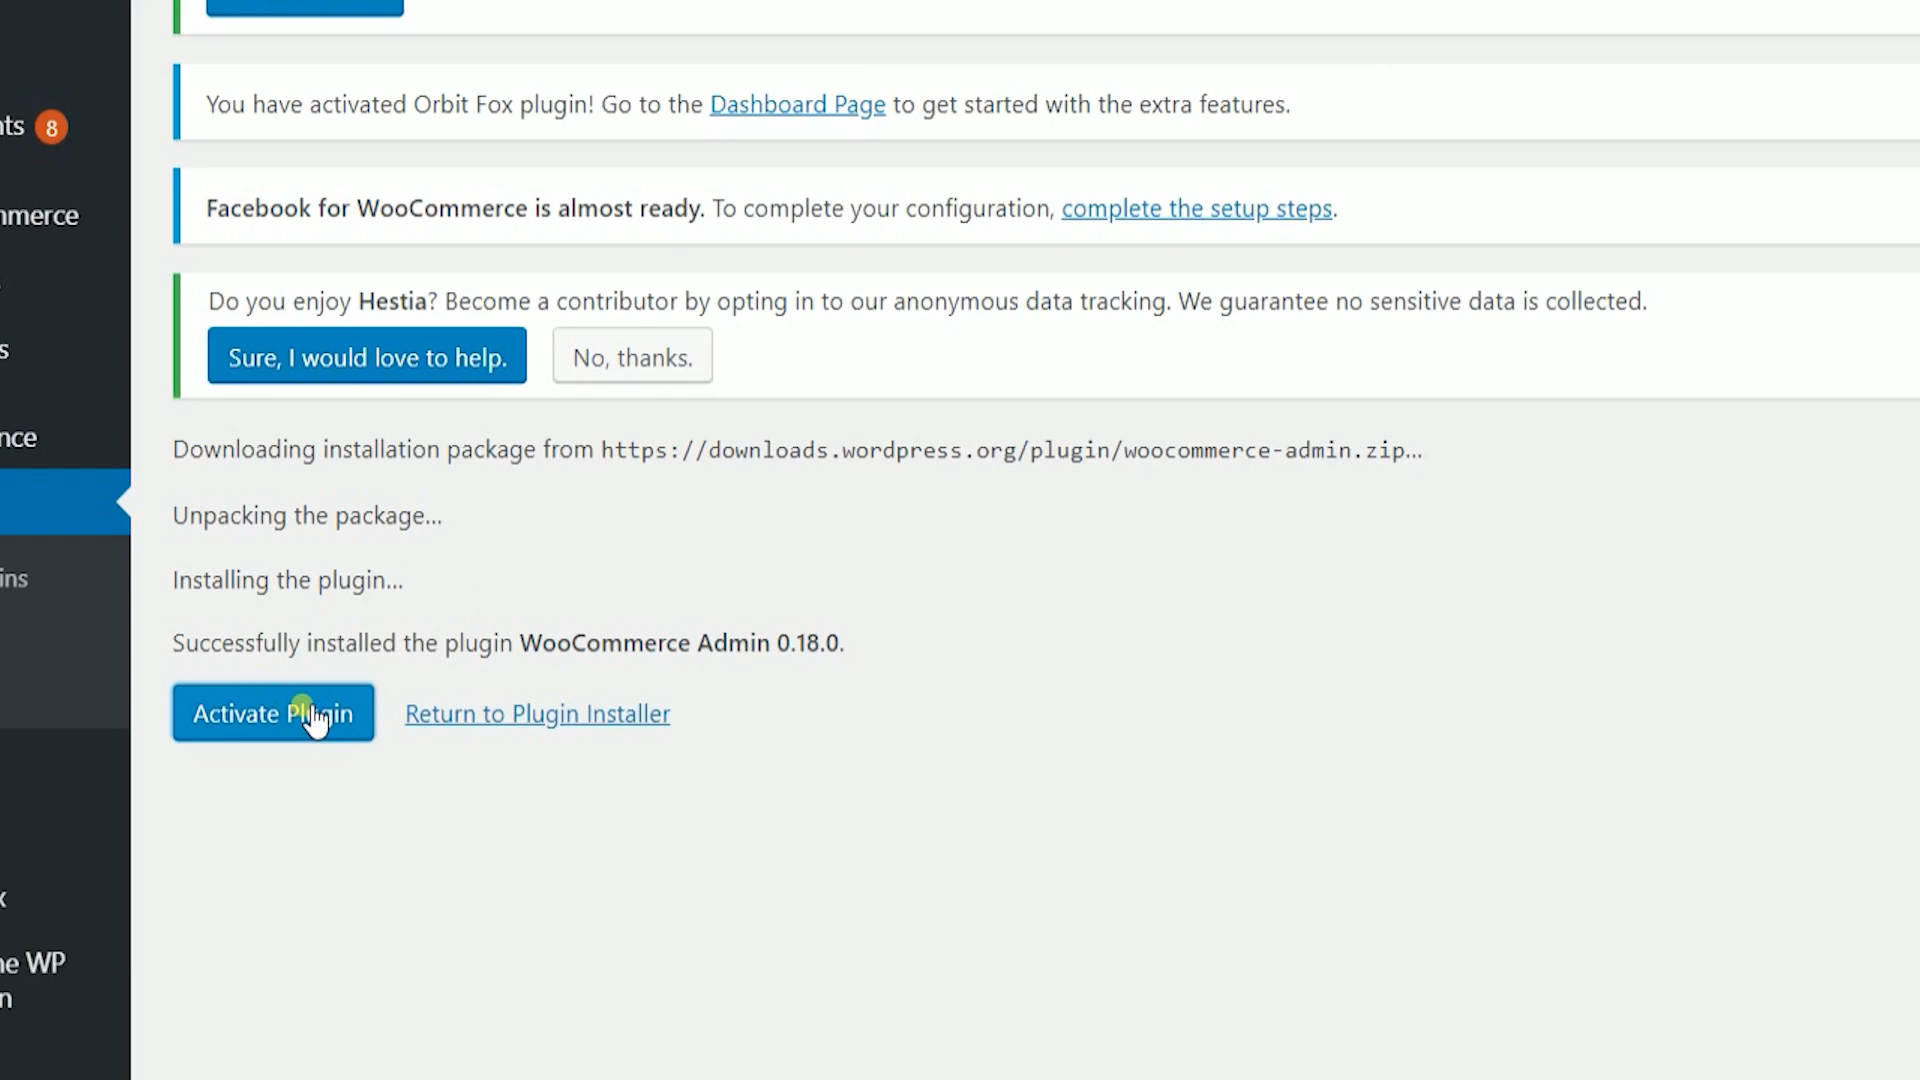 You have activated Orbit Fox plugin! Go to the Dashboard Page to get started with the extra features.
nts 8
mmerce
Facebook for WooCommerce is almost ready. To complete your configuration, complete the setup steps.
Do you enjoy Hestia? Become a contributor by opting in to our anonymous data tracking. We guarantee no sensitive data is collected.
s
Sure, I would love to help. No, thanks.
nce
Downloading installation package from https://downloads.wordpress.org/plugin/woocommerce-admin.zip…
Unpacking the package…
ins
Installing the plugin…
Successfully installed the plugin WooCommerce Admin 0.18.0.
Activate Plugin Return to Plugin Installer
x
ne WP
n